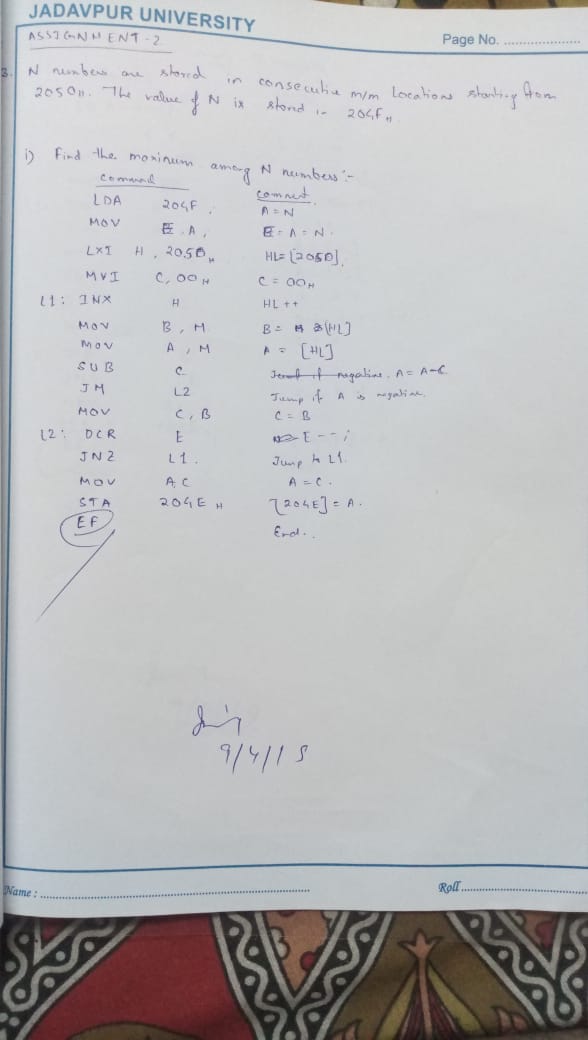 JADAVPUR UNIVERSITY
ASSIGNMENT-2
Page No. ....................
3. N numbers are stored in consecutive m/m locations starting from
2050H. The value of N is stored in 204FH
i) Find the maximum among N numbers :-
command comment
LDA 204F A = N
MOV E, A, E = A = N.
LXI H, 2050H HL= [2050].
MVI C, 00H C = 00H
L1: INX H HL ++
MOV B, M B = [HL]
MOV A, M A = [HL]
SUB C A = A-C
JM L2 Jump if A is negative.
MOV C, B C = B
L2: DCR E E --;
JNZ L1. Jump to L1.
MOV A C A = C.
STA 204E H [204E] = A.
EF End..
9/4/15
Name : ....................
Roll ....................